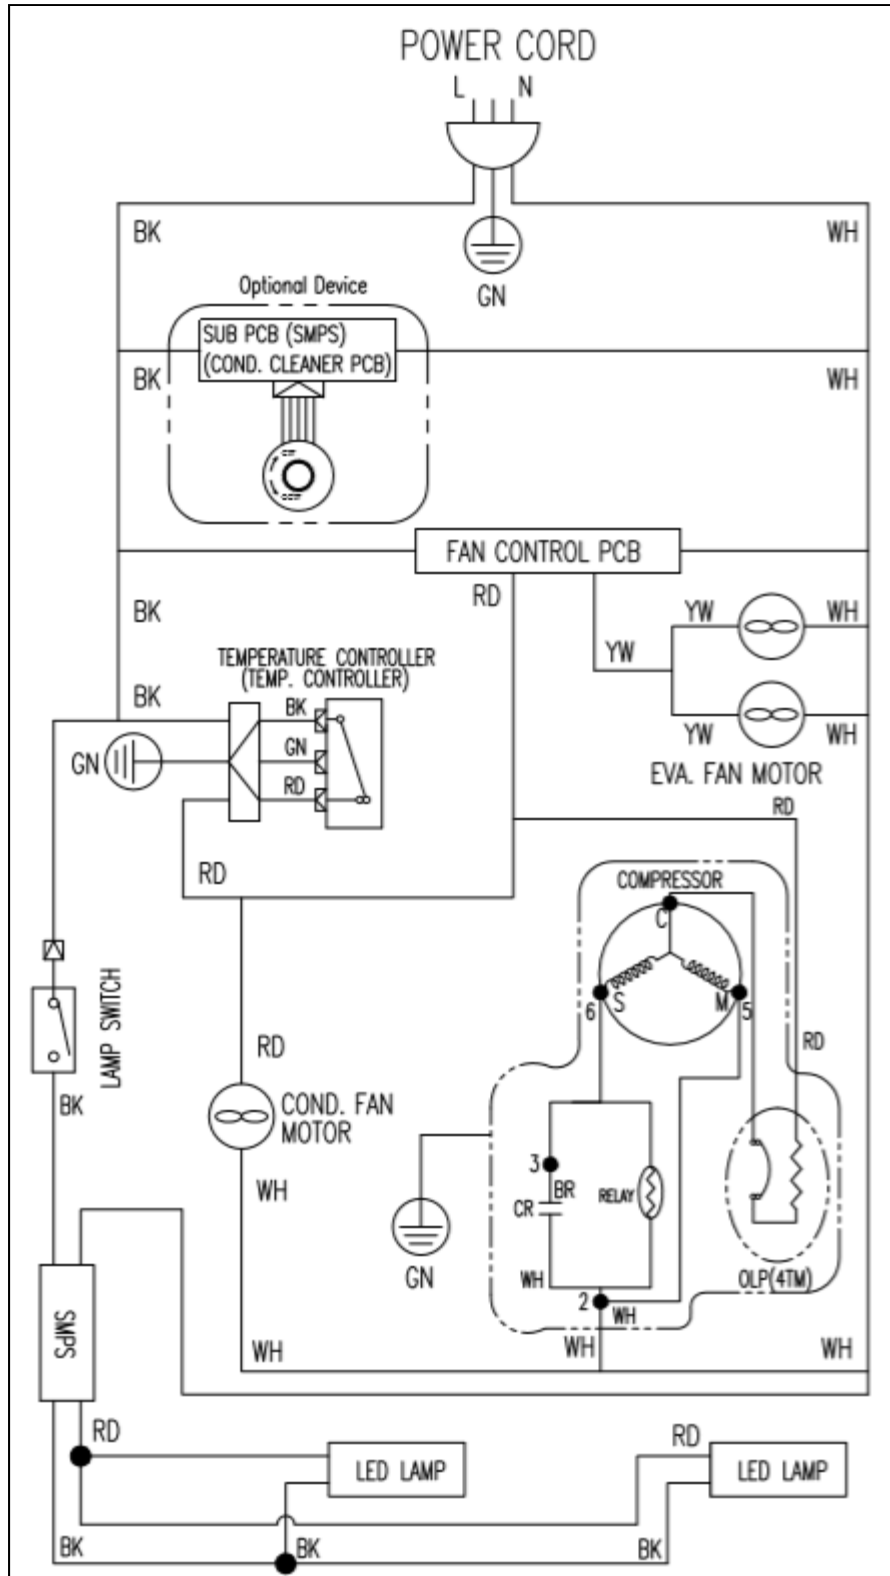 POWER CORD
L N
BK
WH
GN
Optional Device
SUB PCB (SMPS)
(COND. CLEANER PCB)
BK
WH
FAN CONTROL PCB
RD
BK
YW
WH
YW
TEMPERATURE CONTROLLER
(TEMP. CONTROLLER)
BK
BK
GN
GN
RD
YW
WH
EVA. FAN MOTOR
RD
RD
COMPRESSOR
C
6
S
M
5
LAMP SWITCH
RD
RD
BK
COND. FAN
MOTOR
3
BR
CR
RELAY
WH
GN
WH
OLP(4TM)
2
WH
SMPS
WH
WH
WH
RD
RD
LED LAMP
LED LAMP
BK
BK
BK